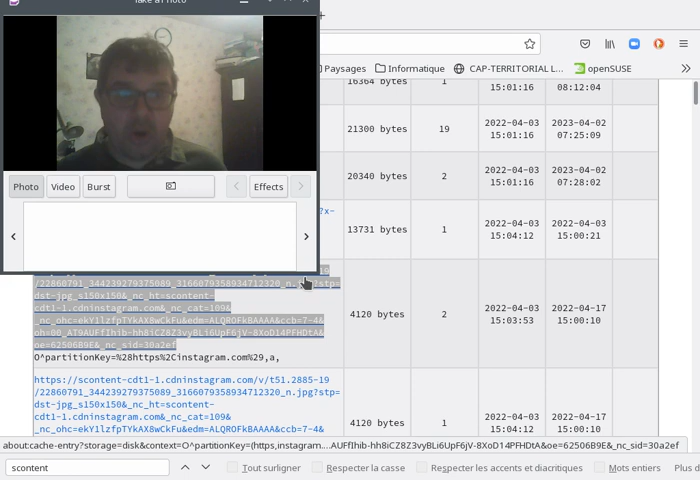 Take a Photo
Photo
Video
Burst
Effects
Paysages
Informatique
CAP-TERRITORIAL L...
openSUSE
16364 bytes 1 2022-04-03 15:01:16 08:12:04
21300 bytes 19 2022-04-03 15:01:16 2023-04-02 07:25:09
20340 bytes 2 2022-04-03 15:01:16 2023-04-02 07:28:02
?x-
13731 bytes 1 2022-04-03 15:04:12 2022-04-03 15:00:21
19
/22860791_344239279375089_3166079358934712320_n.jpg?stp=
dst-jpg_s150x150&_nc_ht=scontent-
cdt1-1.cdninstagram.com&_nc_cat=109&
_nc_ohc=ekY1lzfpTYkAX8wCkFu&edm=ALQROFkBAAAA&ccb=7-4&
oh=00_AT9AUFfIhib-hh8iCZ8Z3vyBLi6UpF6jV-8XoD14PFHDtA&
oe=62506B9E&_nc_sid=30a2ef
O^partitionKey=%28https%2Cinstagram.com%29,a,
4120 bytes 2 2022-04-03 15:03:53 2022-04-17 15:00:10
https://scontent-cdt1-1.cdninstagram.com/v/t51.2885-19
/22860791_344239279375089_3166079358934712320_n.jpg?stp=
dst-jpg_s150x150&_nc_ht=scontent-
cdt1-1.cdninstagram.com&_nc_cat=109&
_nc_ohc=ekY1lzfpTYkAX8wCkFu&edm=ALQROFkBAAAA&ccb=7-4&
4120 bytes 1 2022-04-03 15:04:12 2022-04-17 15:00:10
about:cache-entry?storage=disk&context=O^partitionKey=(https,instagram....AUFfIhib-hh8iCZ8Z3vyBLi6UpF6jV-8XoD14PFHDtA&oe=62506B9E&_nc_sid=30a2ef
scontent
Tout surligner
Respecter la casse
Respecter les accents et diacritiques
Mots entiers
Plus d